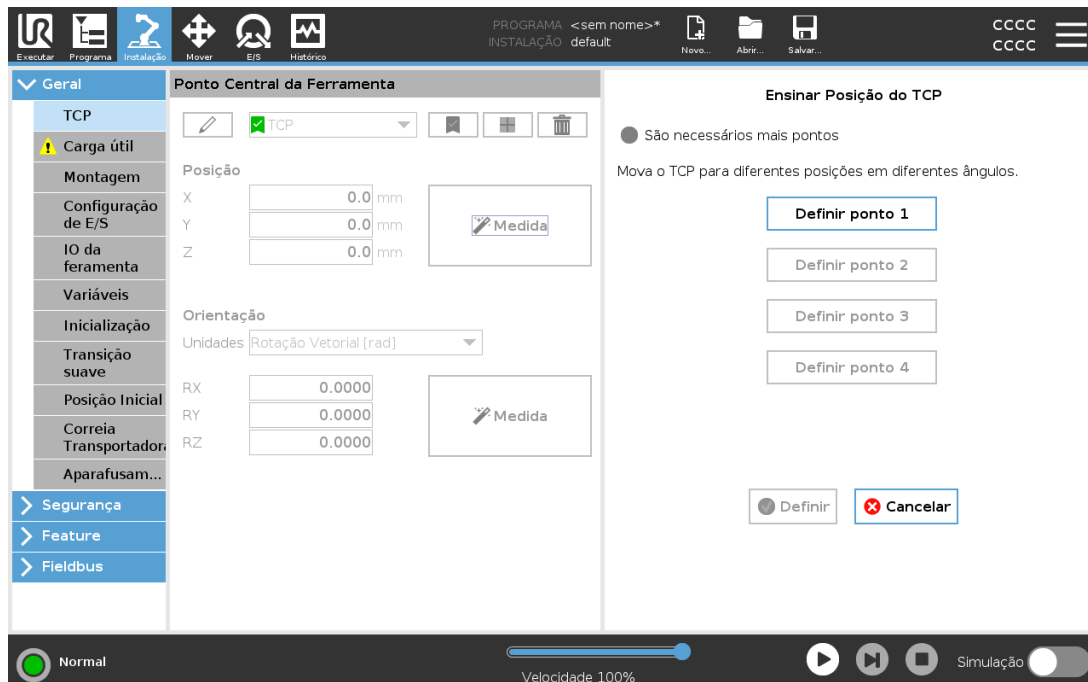 PROGRAMA <sem nome>*
INSTALAÇÃO default
CCCC
CCCC
UR
Executar
Programa
Instalação
Mover
E/S
Histórico
Novo...
Abrir...
Salvar...
Geral
TCP
Carga útil
Montagem
Configuração
de E/S
IO da
feramenta
Variáveis
Inicialização
Transição
suave
Posição Inicial
Correia
Transportador
Aparafusam...
Segurança
Feature
Fieldbus
Ponto Central da Ferramenta
TCP
Posição
X 0.0 mm
Y 0.0 mm
Z 0.0 mm
Medida
Orientação
Unidades Rotação Vetorial [rad]
RX 0.0000
RY 0.0000
RZ 0.0000
Medida
Ensinar Posição do TCP
São necessários mais pontos
Mova o TCP para diferentes posições em diferentes ângulos.
Definir ponto 1
Definir ponto 2
Definir ponto 3
Definir ponto 4
Definir
Cancelar
Normal
Velocidade 100%
Simulação